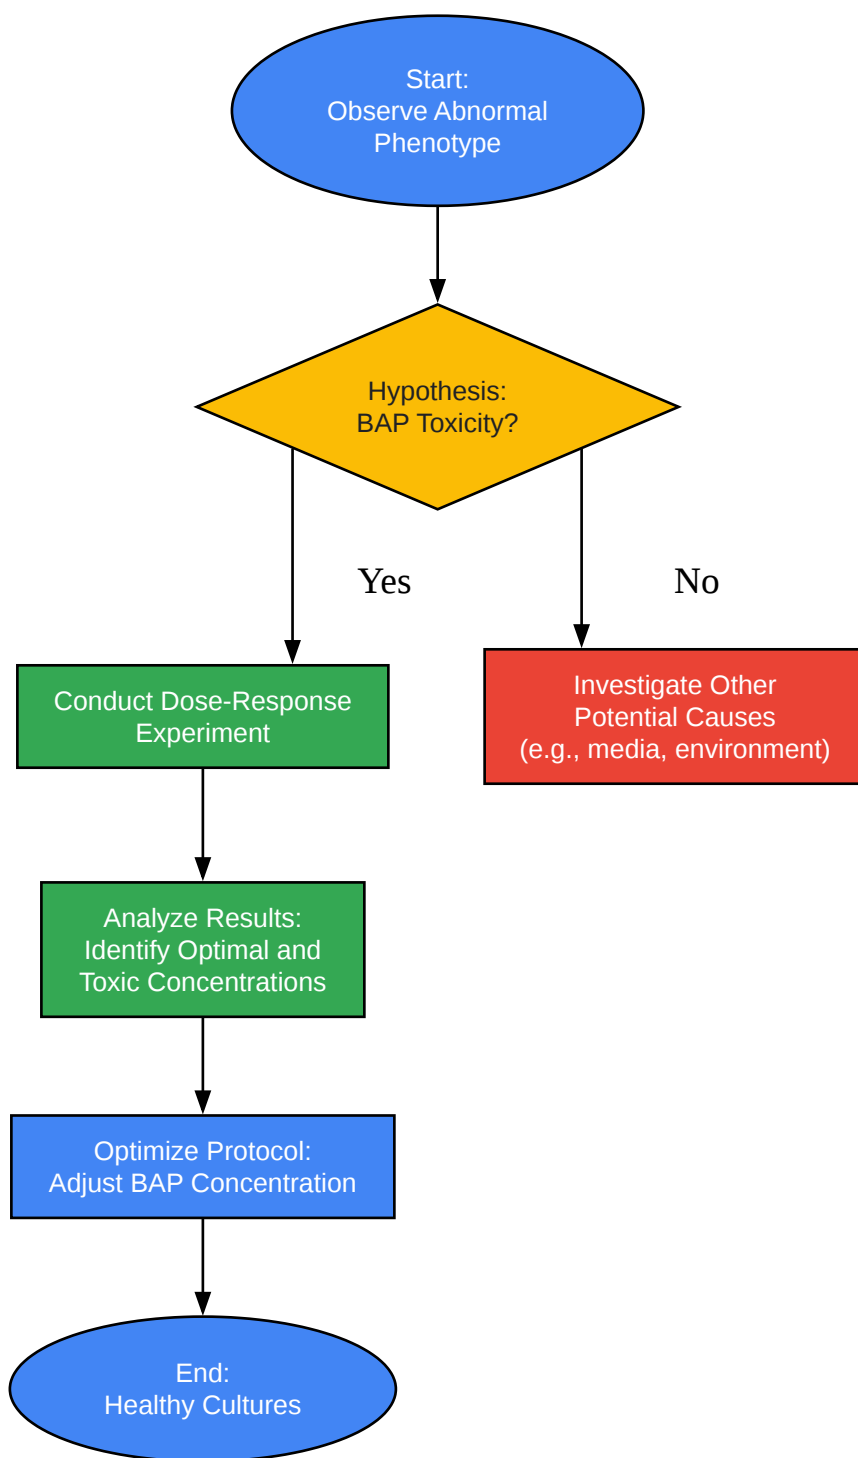 Start:
Observe Abnormal
Phenotype
Hypothesis:
BAP Toxicity?
Yes
No
Conduct Dose-Response
Experiment
Investigate Other
Potential Causes
(e.g., media, environment)
Analyze Results:
Identify Optimal and
Toxic Concentrations
Optimize Protocol:
Adjust BAP Concentration
End:
Healthy Cultures